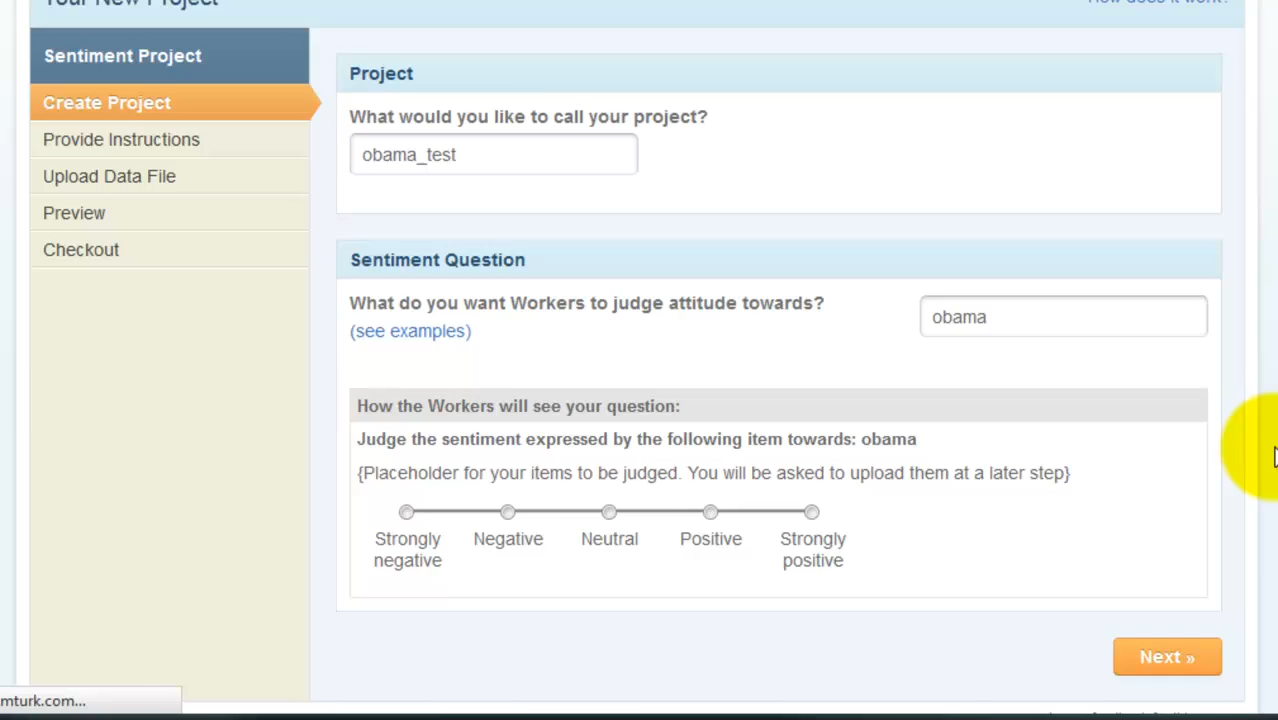 Your New Project
How does it work?
Sentiment Project
Create Project
Provide Instructions
Upload Data File
Preview
Checkout
Project
What would you like to call your project?
obama_test
Sentiment Question
What do you want Workers to judge attitude towards?
(see examples)
obama
How the Workers will see your question:
Judge the sentiment expressed by the following item towards: obama
{Placeholder for your items to be judged. You will be asked to upload them at a later step}
Strongly negative
Negative
Neutral
Positive
Strongly positive
Next »
mturk.com...